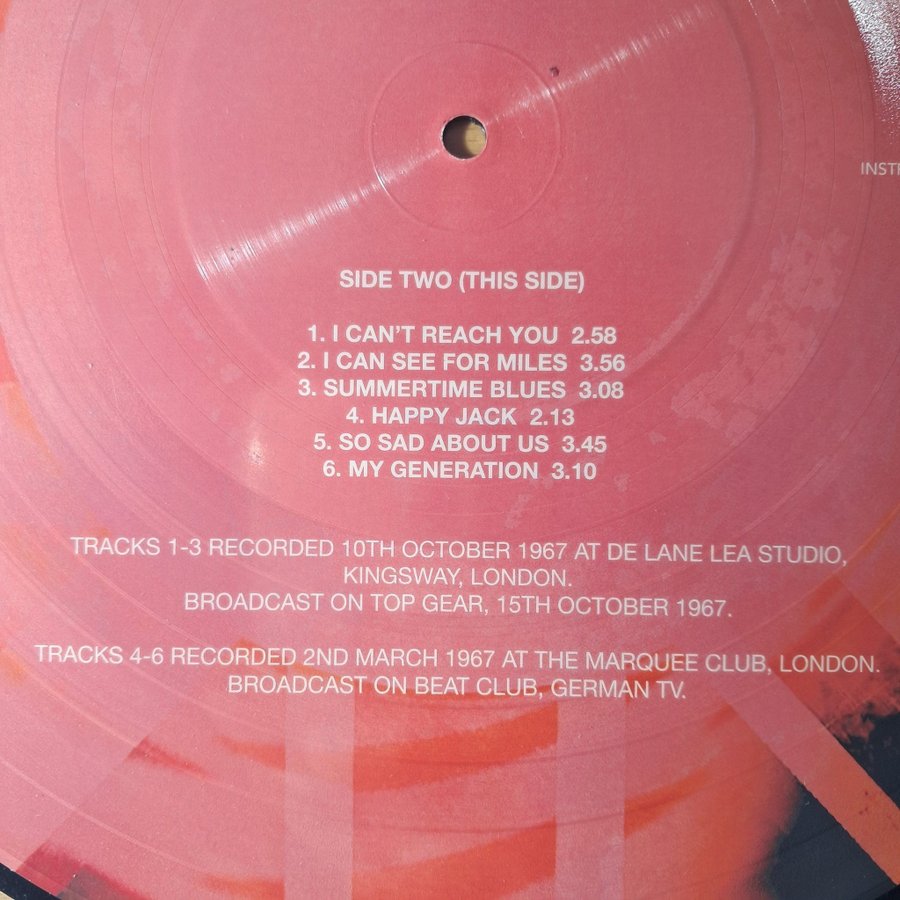 INSTR
SIDE TWO (THIS SIDE)
1. I CAN'T REACH YOU 2.58
2. I CAN SEE FOR MILES 3.56
3. SUMMERTIME BLUES 3.08
4. HAPPY JACK 2.13
5. SO SAD ABOUT US 3.45
6. MY GENERATION 3.10
TRACKS 1-3 RECORDED 10TH OCTOBER 1967 AT DE LANE LEA STUDIO,
KINGSWAY, LONDON.
BROADCAST ON TOP GEAR, 15TH OCTOBER 1967.
TRACKS 4-6 RECORDED 2ND MARCH 1967 AT THE MARQUEE CLUB, LONDON.
BROADCAST ON BEAT CLUB, GERMAN TV.